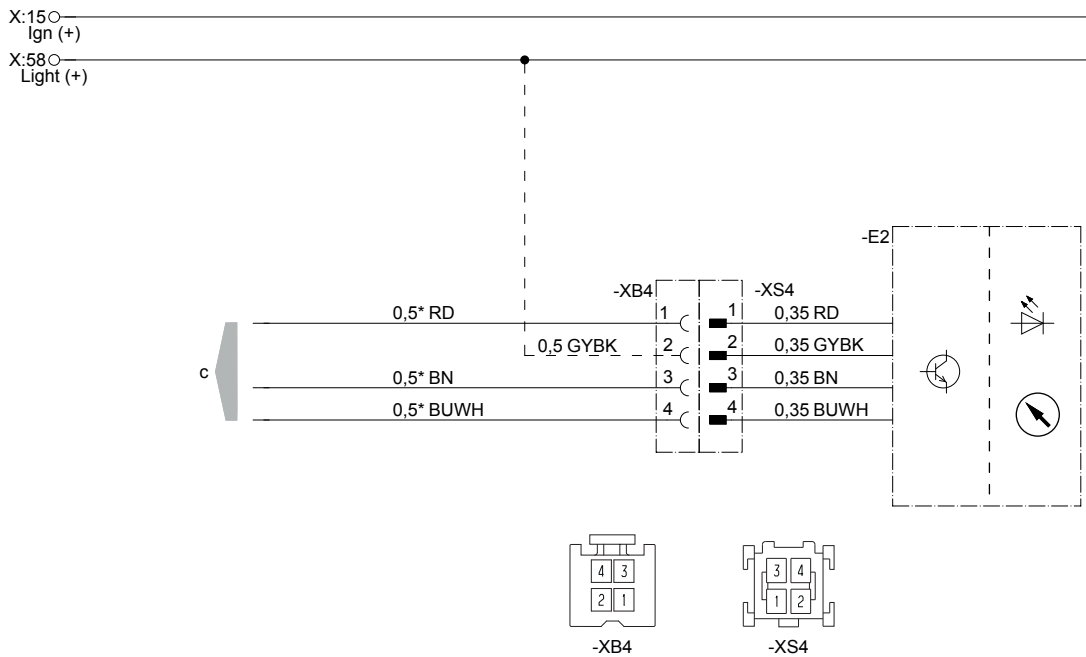 X:15
Ign (+)
X:58
Light (+)
-E2
-XB4
-XS4
0,5* RD
1
1
0,35 RD
0,5 GYBK
2
2
0,35 GYBK
c
0,5* BN
3
3
0,35 BN
0,5* BUWH
4
4
0,35 BUWH
4 3
2 1
3 4
1 2
-XB4
-XS4